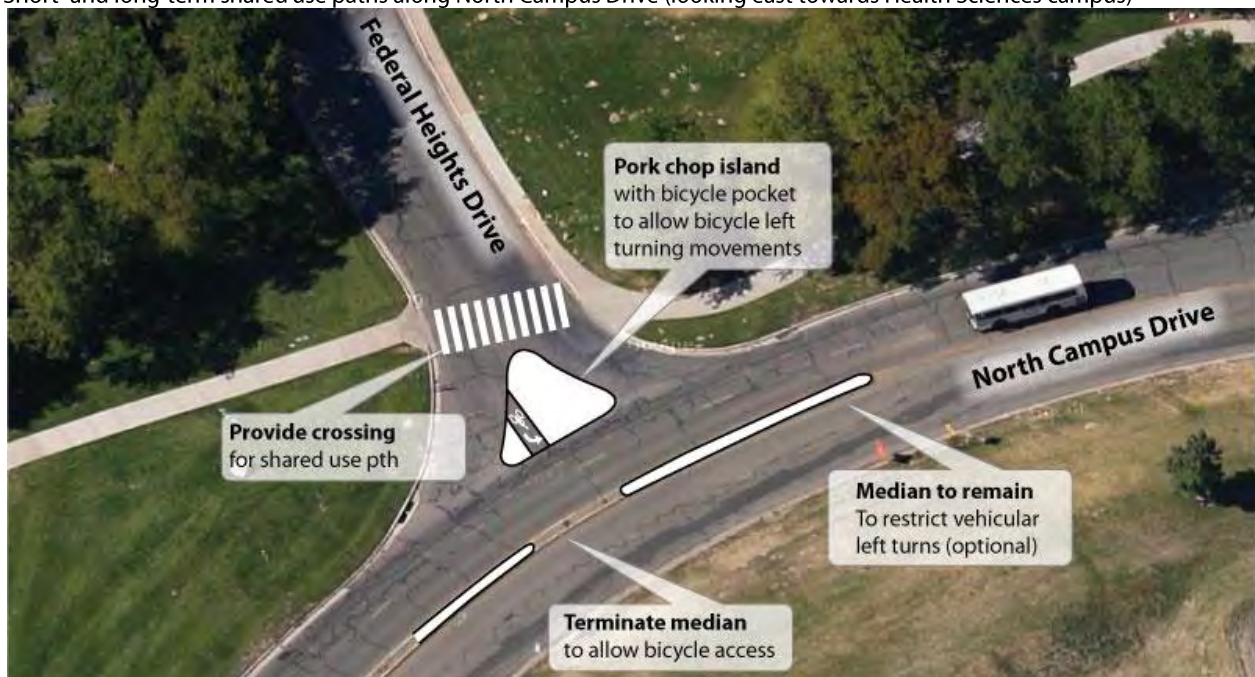 Short- and long-term shared use paths along North Campus Drive (looking east towards Health Sciences campus)
Federal Heights Drive
Pork chop island
with bicycle pocket
to allow bicycle left
turning movements
North Campus Drive
Provide crossing
for shared use pth
Median to remain
To restrict vehicular
left turns (optional)
Terminate median
to allow bicycle access